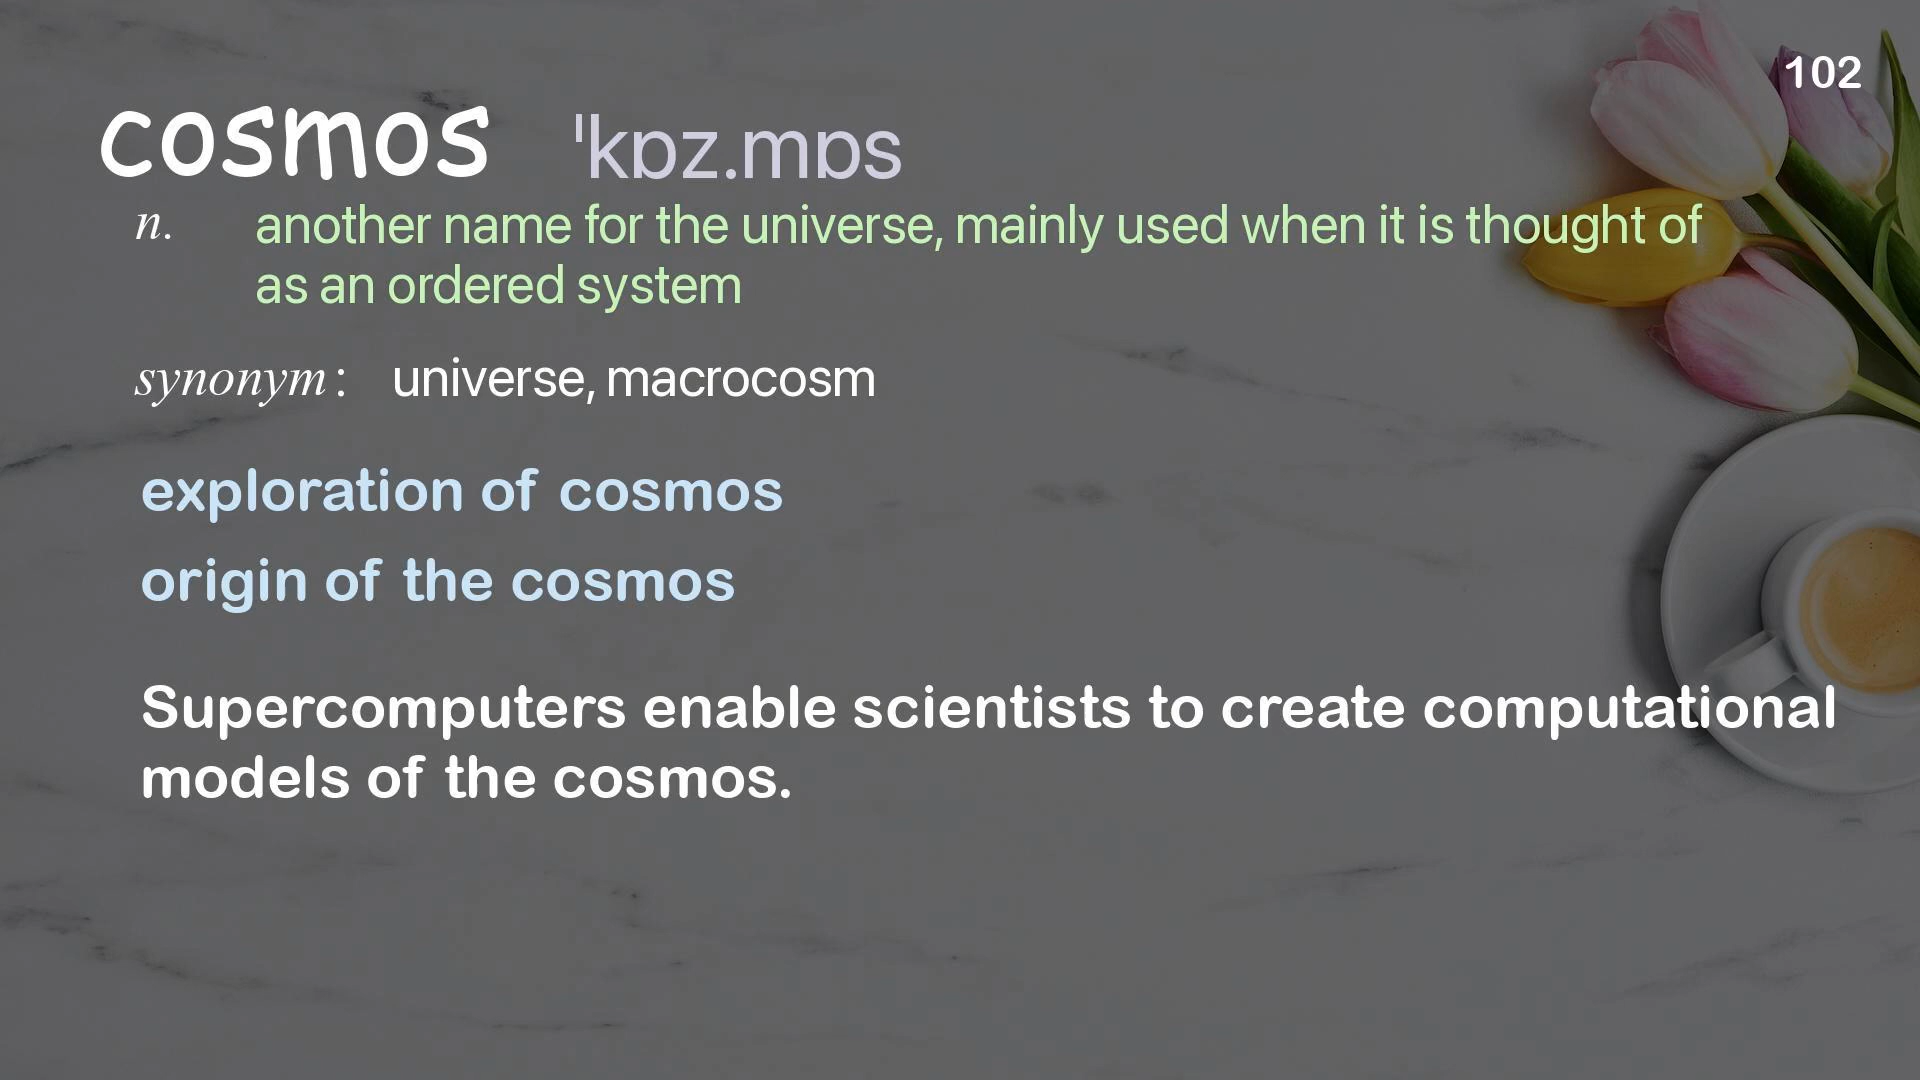 102
cosmos ˈkɒz.mɒs
n. another name for the universe, mainly used when it is thought of
as an ordered system
synonym: universe, macrocosm
exploration of cosmos
origin of the cosmos
Supercomputers enable scientists to create computational
models of the cosmos.